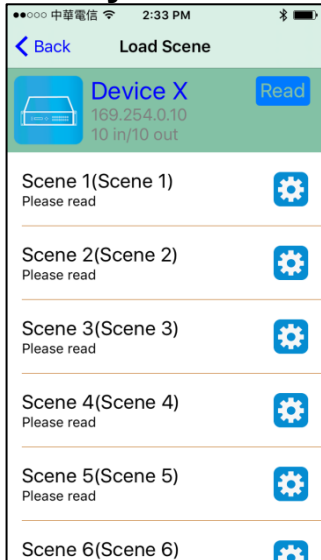 中華電信 2:33 PM
Back Load Scene
Device X Read
169.254.0.10
10 in/10 out
Scene 1(Scene 1)
Please read
Scene 2(Scene 2)
Please read
Scene 3(Scene 3)
Please read
Scene 4(Scene 4)
Please read
Scene 5(Scene 5)
Please read
Scene 6(Scene 6)